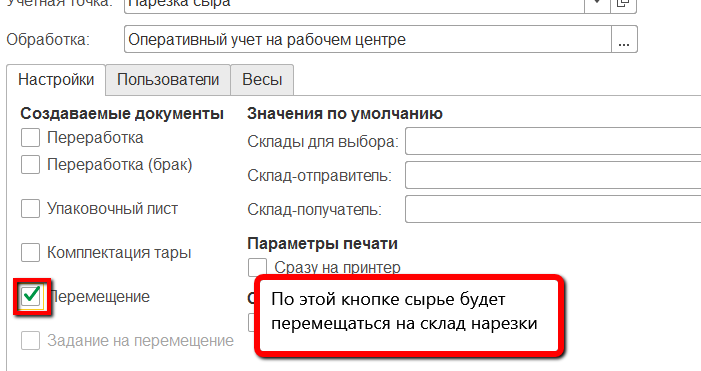 Учетная точка: Нарезка сыра
Обработка: Оперативный учет на рабочем центре ...
Настройки Пользователи Весы
Создаваемые документы
Переработка
Переработка (брак)
Упаковочный лист
Комплектация тары
Перемещение
Задание на перемещение
Значения по умолчанию
Склады для выбора:
Склад-отправитель:
Склад-получатель:
Параметры печати
Сразу на принтер
По этой кнопке сырье будет
перемещаться на склад нарезки